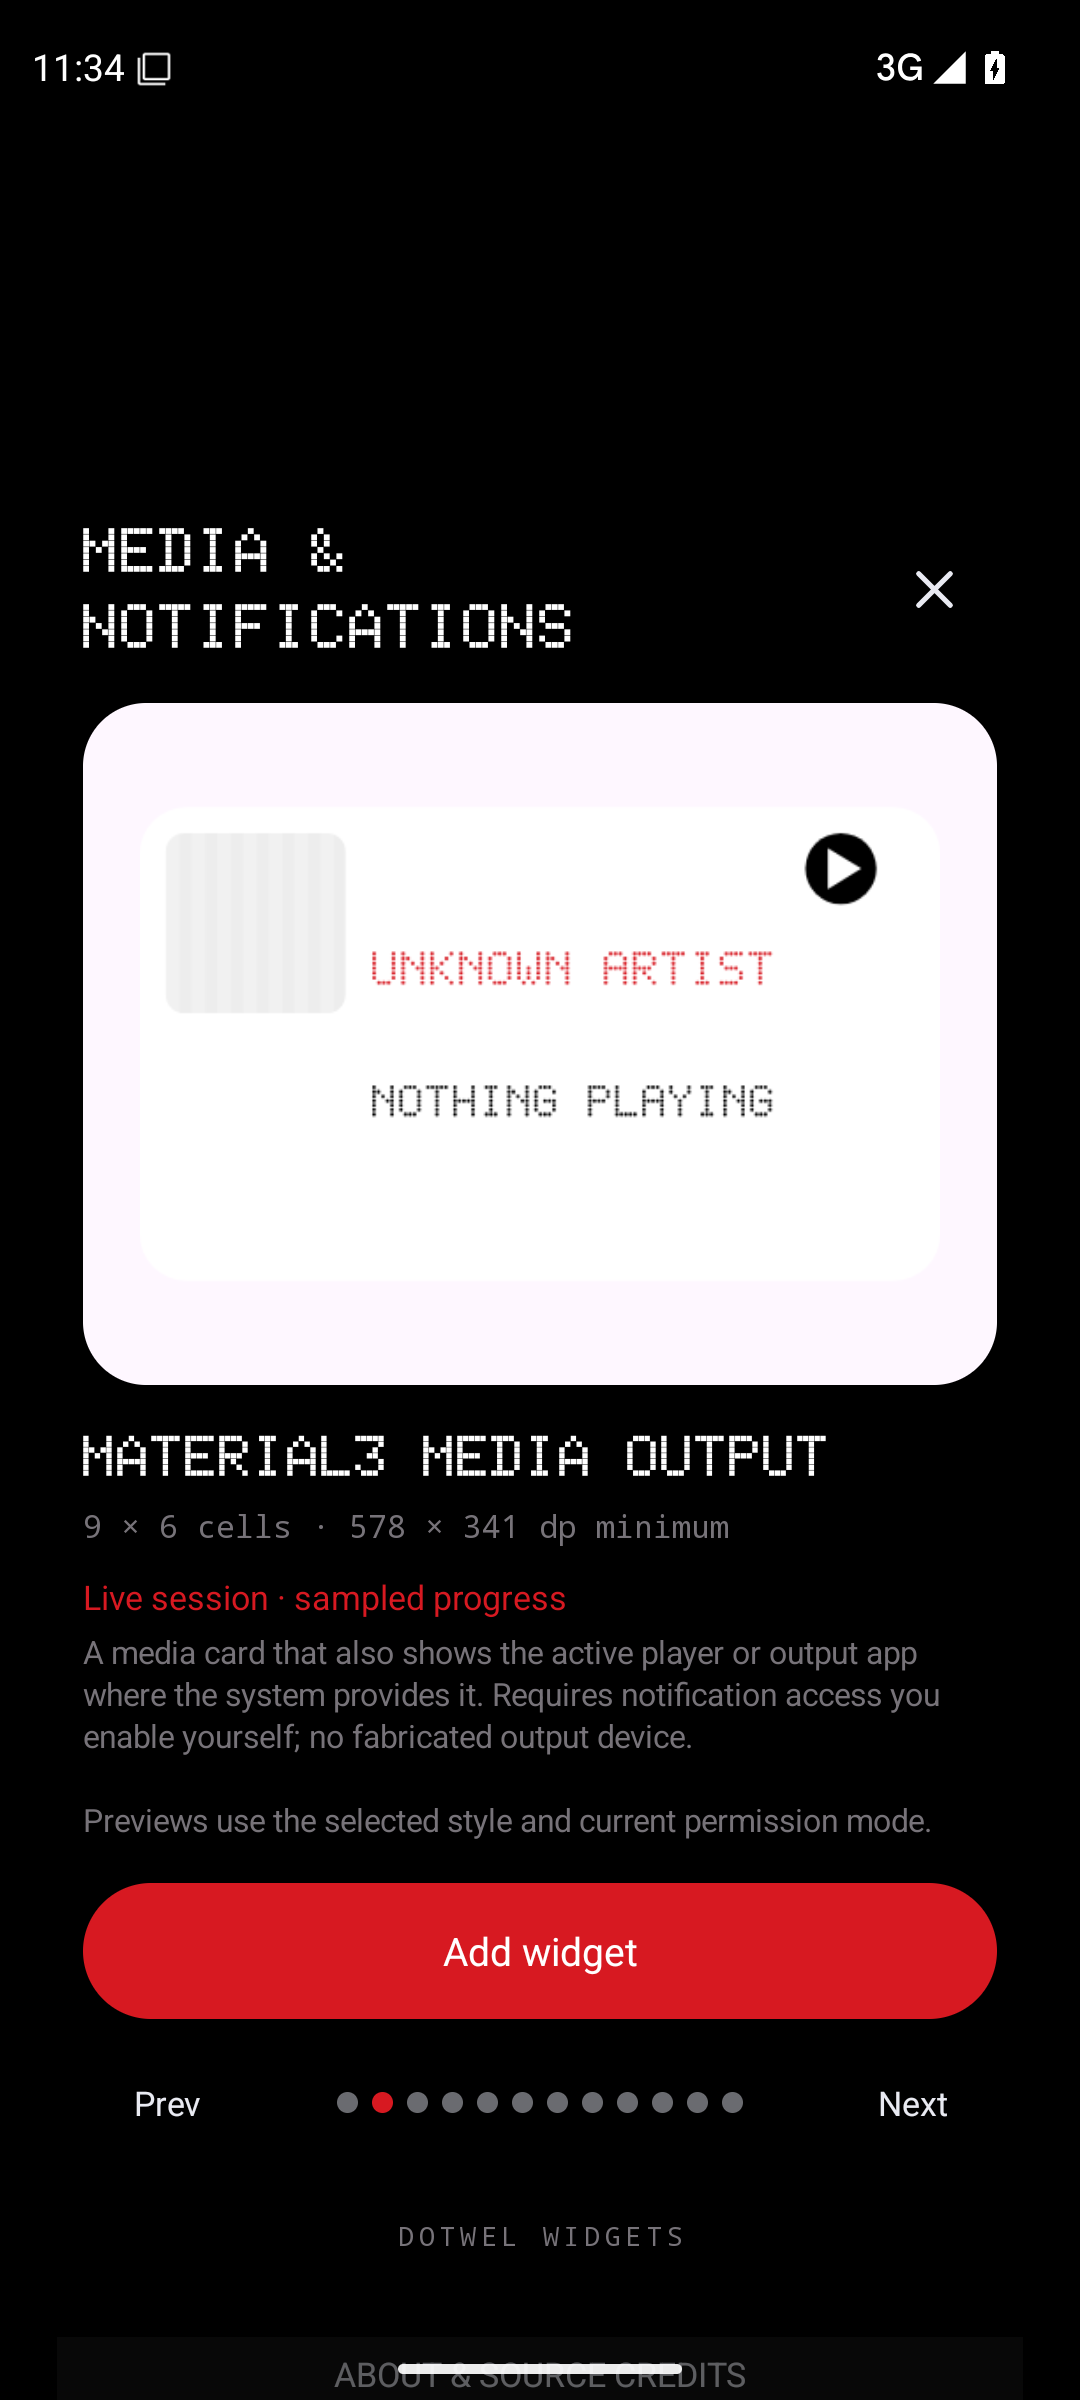 11:34
3G
MEDIA &
NOTIFICATIONS
UNKNOWN ARTIST
NOTHING PLAYING
MATERIAL3 MEDIA OUTPUT
9 × 6 cells · 578 × 341 dp minimum
Live session · sampled progress
A media card that also shows the active player or output app
where the system provides it. Requires notification access you
enable yourself; no fabricated output device.
Previews use the selected style and current permission mode.
Add widget
Prev
Next
DOTWEL WIDGETS
ABOUT & SOURCE CREDITS